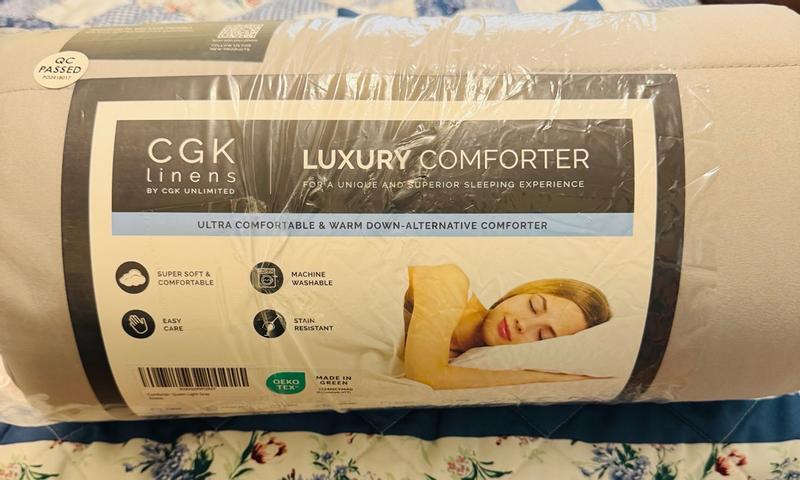 QC
PASSED
CGK
linens
BY CGK UNLIMITED
LUXURY COMFORTER
FOR A UNIQUE AND SUPERIOR SLEEPING EXPERIENCE
ULTRA COMFORTABLE & WARM DOWN-ALTERNATIVE COMFORTER
SUPER SOFT &
COMFORTABLE
MACHINE
WASHABLE
EASY
CARE
STAIN
RESISTANT
OEKO
TEX
MADE IN
GREEN